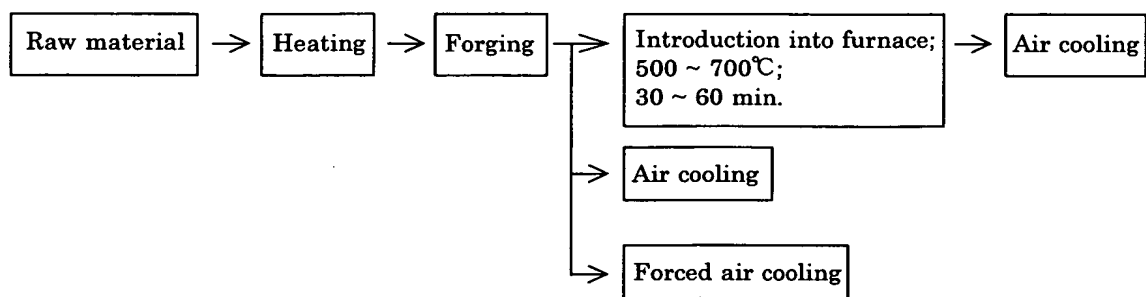 Raw material
Heating
Forging
Introduction into furnace;
500 ~ 700℃;
30 ~ 60 min.
Air cooling
Air cooling
Forced air cooling